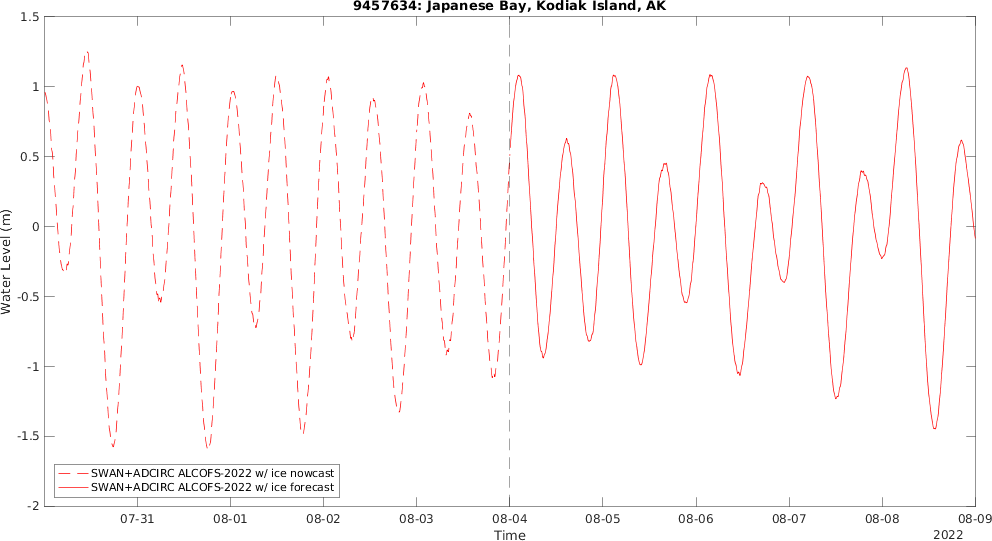 9457634: Japanese Bay, Kodiak Island, AK
1.5
1
0.5
0
-0.5
-1
-1.5
-2
Water Level (m)
SWAN+ADCIRC ALCOFS-2022 w/ ice nowcast
SWAN+ADCIRC ALCOFS-2022 w/ ice forecast
07-31 08-01 08-02 08-03 08-04 08-05 08-06 08-07 08-08 08-09
Time
2022